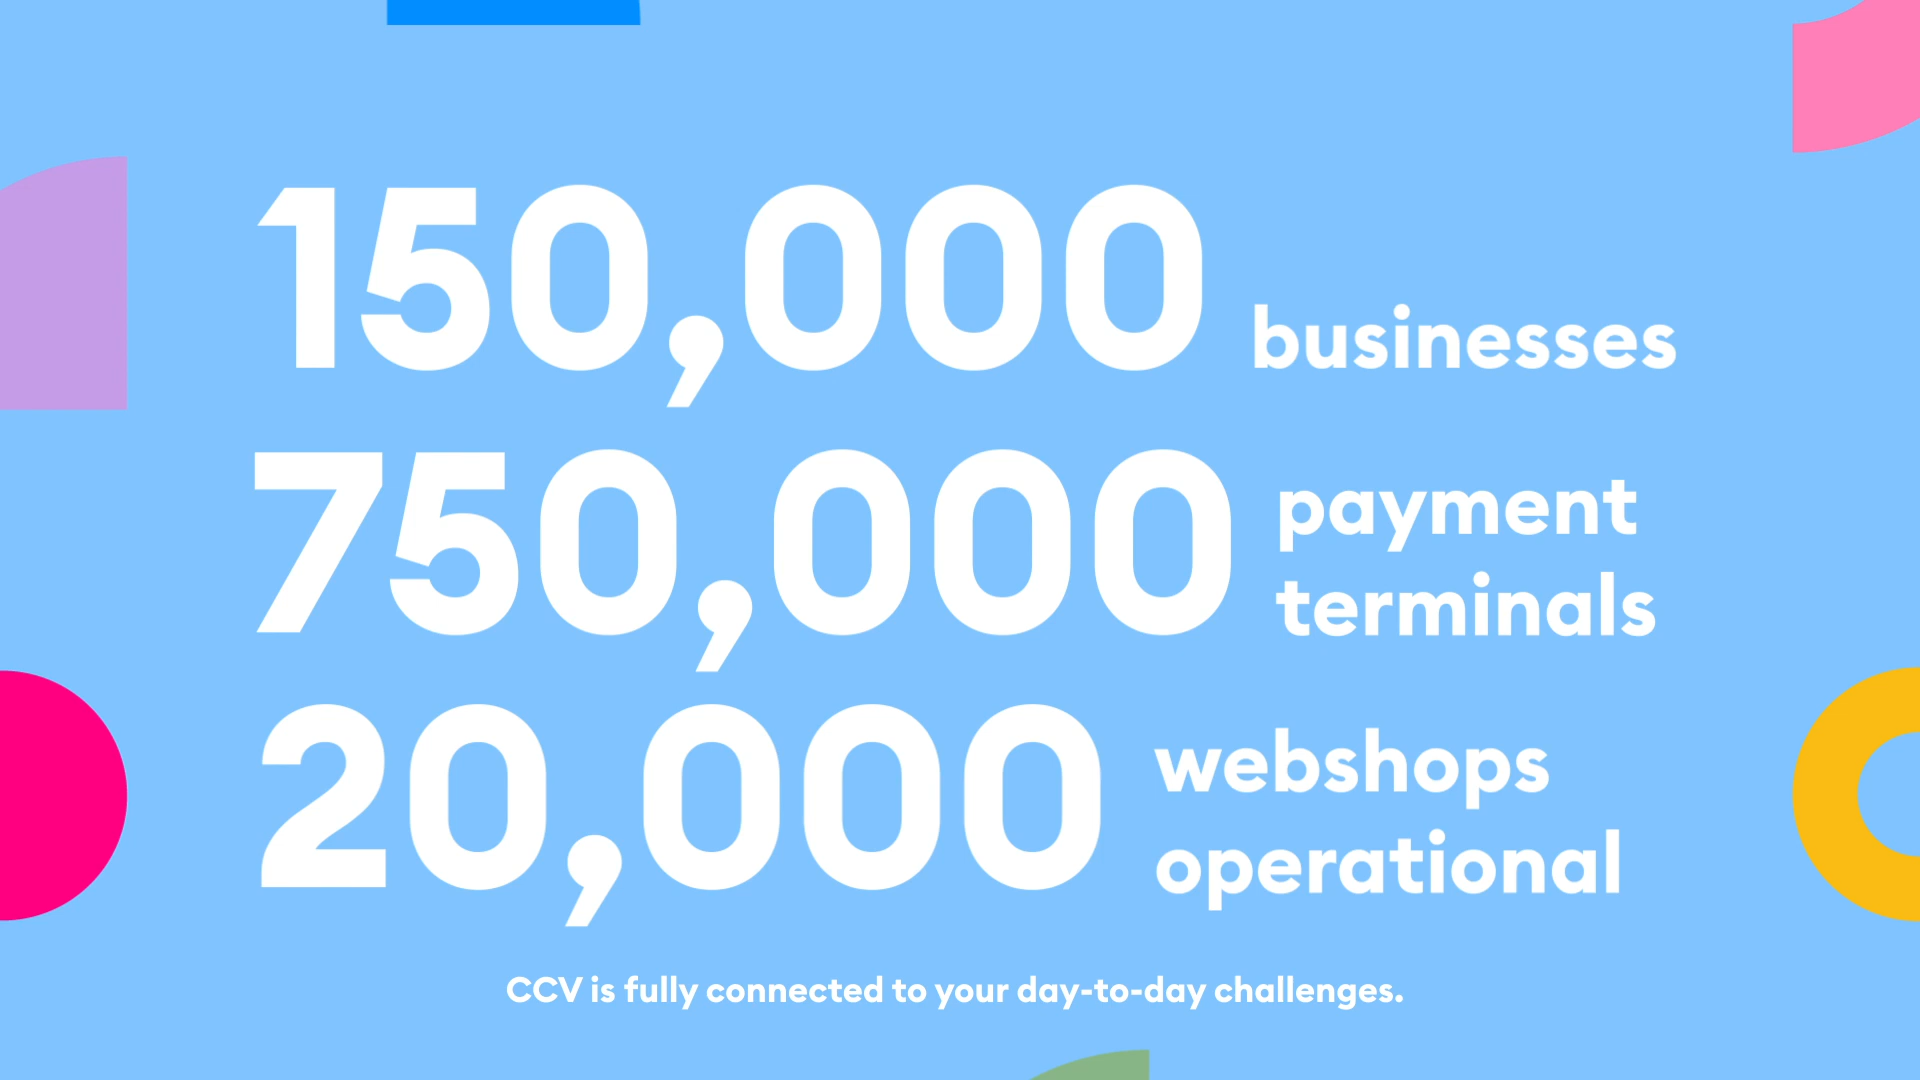 150,000 businesses
750,000 payment
terminals
20,000 webshops
operational
CCV is fully connected to your day-to-day challenges.